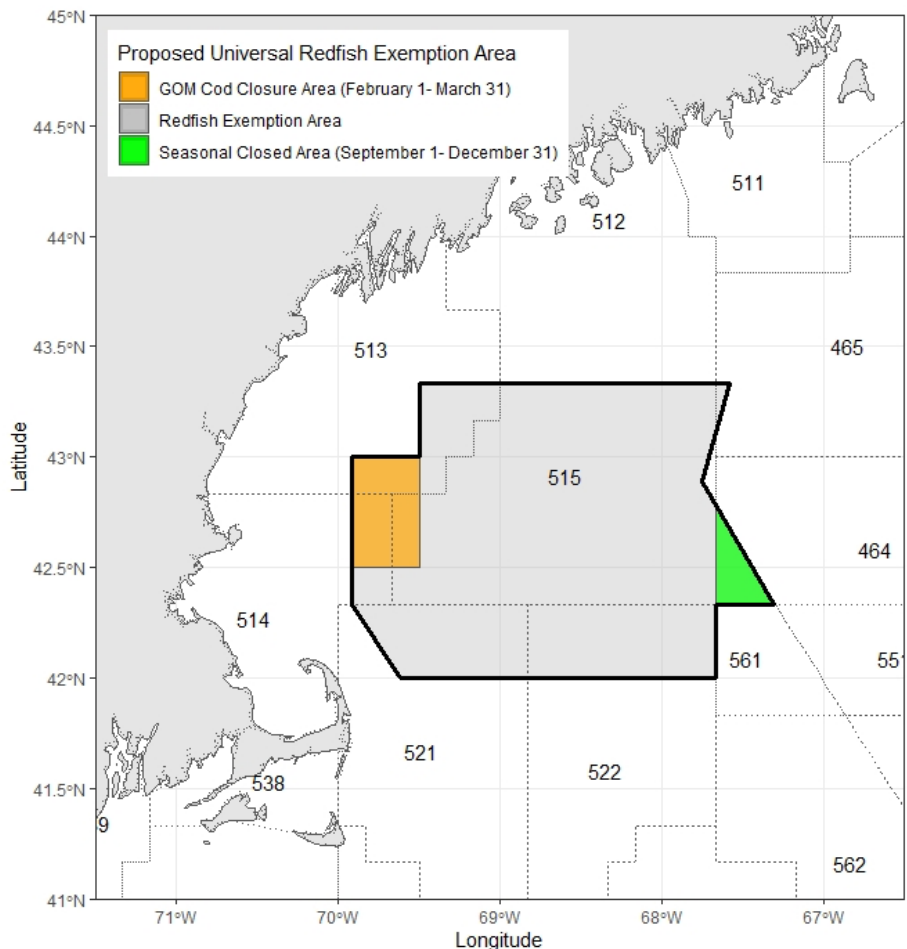 45°N
Proposed Universal Redfish Exemption Area
GOM Cod Closure Area (February 1- March 31)
Redfish Exemption Area
Seasonal Closed Area (September 1- December 31)
44.5°N
511
512
44°N
43.5°N
513
465
43°N
515
464
42.5°N
514
561
551
42°N
521
522
538
41.5°N
9
562
41°N
71°W
70°W
69°W
68°W
67°W
Latitude
Longitude